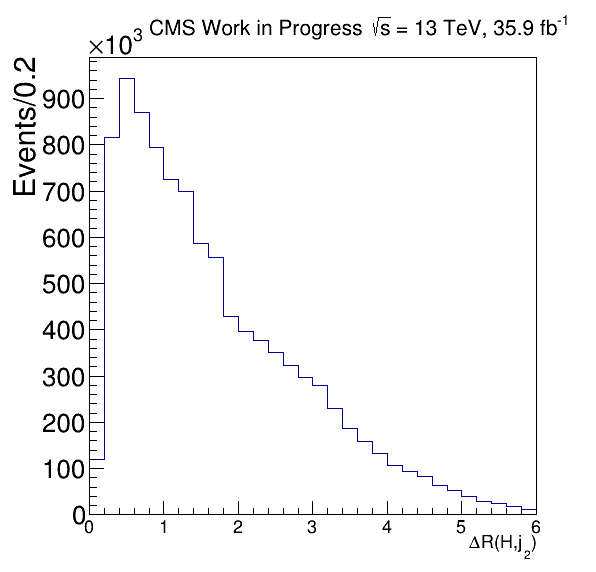 ×10³ CMS Work in Progress √s = 13 TeV, 35.9 fb⁻¹
Events/0.2
900
800
700
600
500
400
300
200
100
0
0 1 2 3 4 5 6
ΔR(H,j₂)